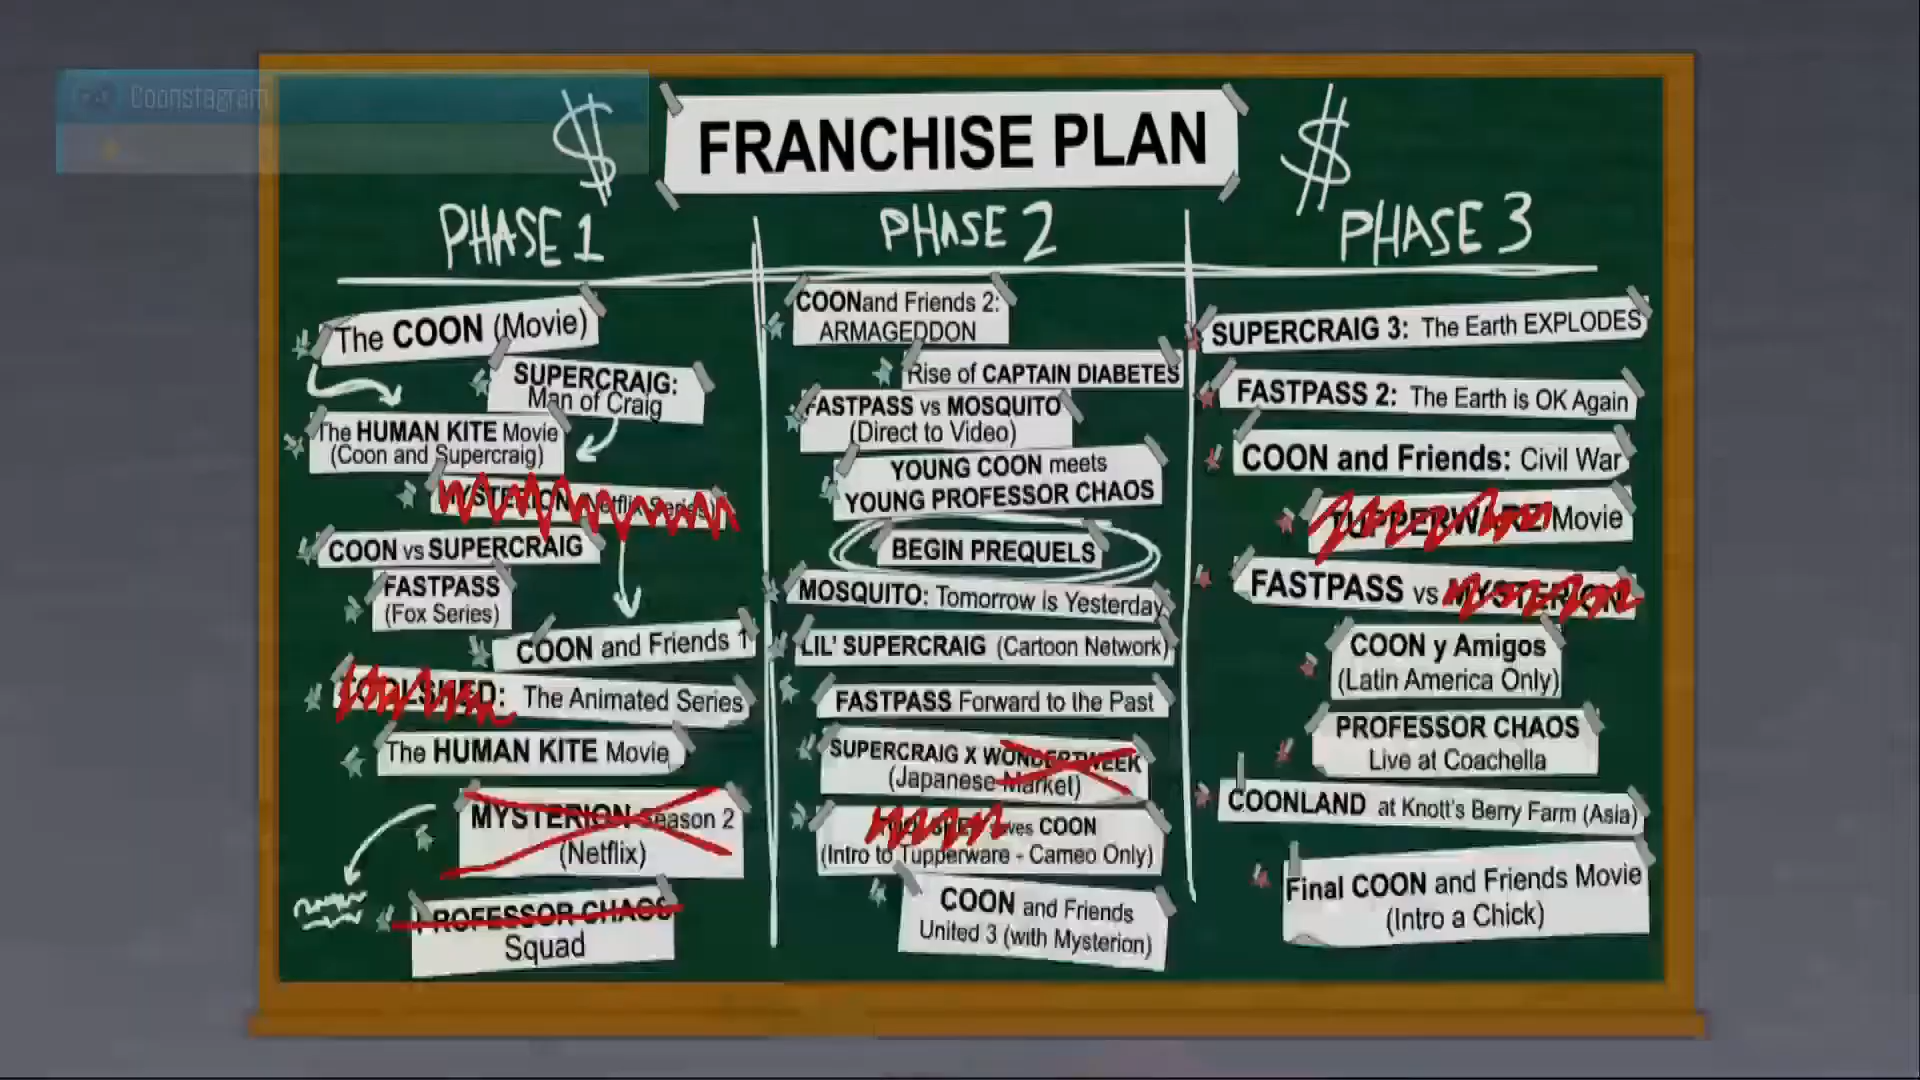 Coonstagram
$ FRANCHISE PLAN $
PHASE 1
The COON (Movie)
SUPERCRAIG:
Man of Craig
The HUMAN KITE Movie
(Coon and Supercraig)
MYSTERION (Netflix Series)
COON vs SUPERCRAIG
FASTPASS
(Fox Series)
COON and Friends 1
The Animated Series
The HUMAN KITE Movie
MYSTERION Season 2
(Netflix)
PROFESSOR CHAOS
Squad
PHASE 2
COONand Friends 2:
ARMAGEDDON
Rise of CAPTAIN DIABETES
FASTPASS vs MOSQUITO
(Direct to Video)
YOUNG COON meets
YOUNG PROFESSOR CHAOS
BEGIN PREQUELS
MOSQUITO: Tomorrow is Yesterday
LIL' SUPERCRAIG (Cartoon Network)
FASTPASS Forward to the Past
SUPERCRAIG X WONDERTWEEK
(Japanese Market)
COON
(Intro to Tupperware - Cameo Only)
COON and Friends
United 3 (with Mysterion)
PHASE 3
SUPERCRAIG 3: The Earth EXPLODES
FASTPASS 2: The Earth is OK Again
COON and Friends: Civil War
TUPPERWARE Movie
FASTPASS vs MYSTERION
COON y Amigos
(Latin America Only)
PROFESSOR CHAOS
Live at Coachella
COONLAND at Knott's Berry Farm (Asia)
Final COON and Friends Movie
(Intro a Chick)